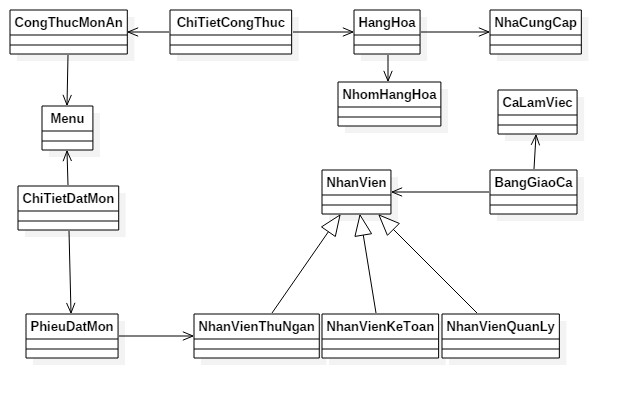 CongThucMonAn
ChiTietCongThuc
HangHoa
NhaCungCap
NhomHangHoa
CaLamViec
Menu
NhanVien
BangGiaoCa
ChiTietDatMon
PhieuDatMon
NhanVienThuNgan
NhanVienKeToan
NhanVienQuanLy